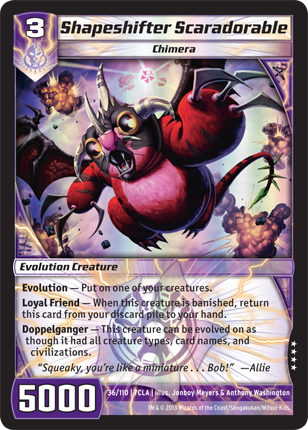 3
Shapeshifter Scaradorable
Chimera
Evolution Creature
Evolution — Put on one of your creatures.
Loyal Friend — When this creature is banished, return
this card from your discard pile to your hand.
Doppelganger — This creature can be evolved on as
though it had all creature types, card names, and
civilizations.
"Squeaky, you're like a miniature . . . Bob!" —Allie
5000
36/110 | 7CLA | Illus. Jonboy Meyers & Anthony Washington
TM & © 2013 Wizards of the Coast/Shogakukan/Mitsui-Kids.